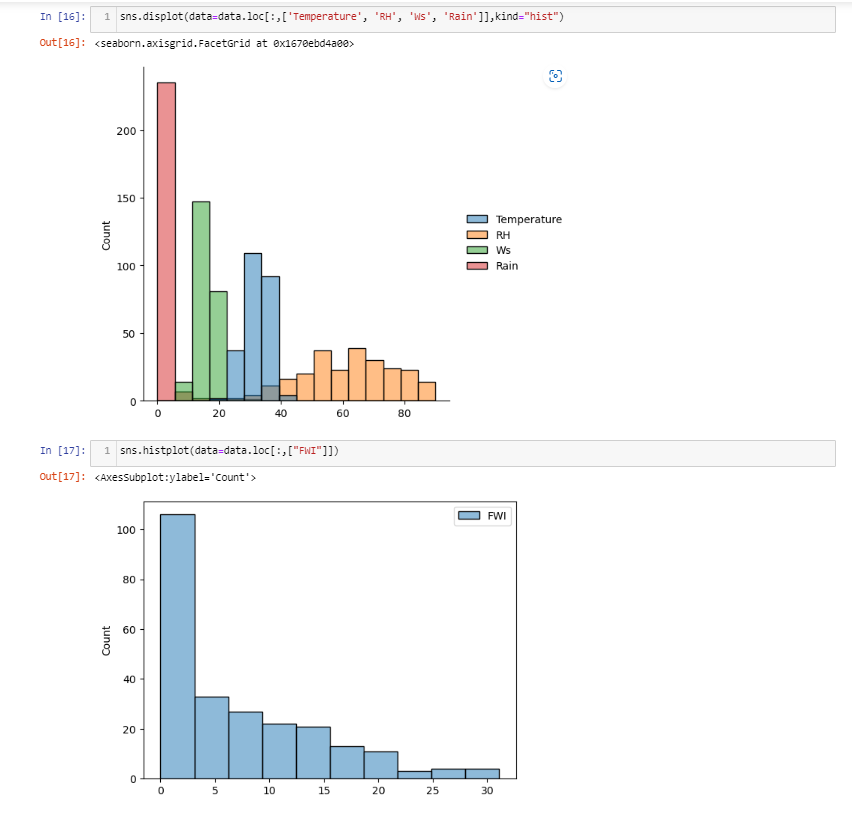 In [16]: 1 sns.displot(data=data.loc[:,['Temperature', 'RH', 'Ws', 'Rain']],kind="hist")
Out[16]: <seaborn.axisgrid.FacetGrid at 0x1670ebd4a00>
200
150
100
50
0
Count
0 20 40 60 80
Temperature
RH
Ws
Rain
In [17]: 1 sns.histplot(data=data.loc[:,["FWI"]])
Out[17]: <AxesSubplot:ylabel='Count'>
FWI
100
80
60
40
20
0
Count
0 5 10 15 20 25 30